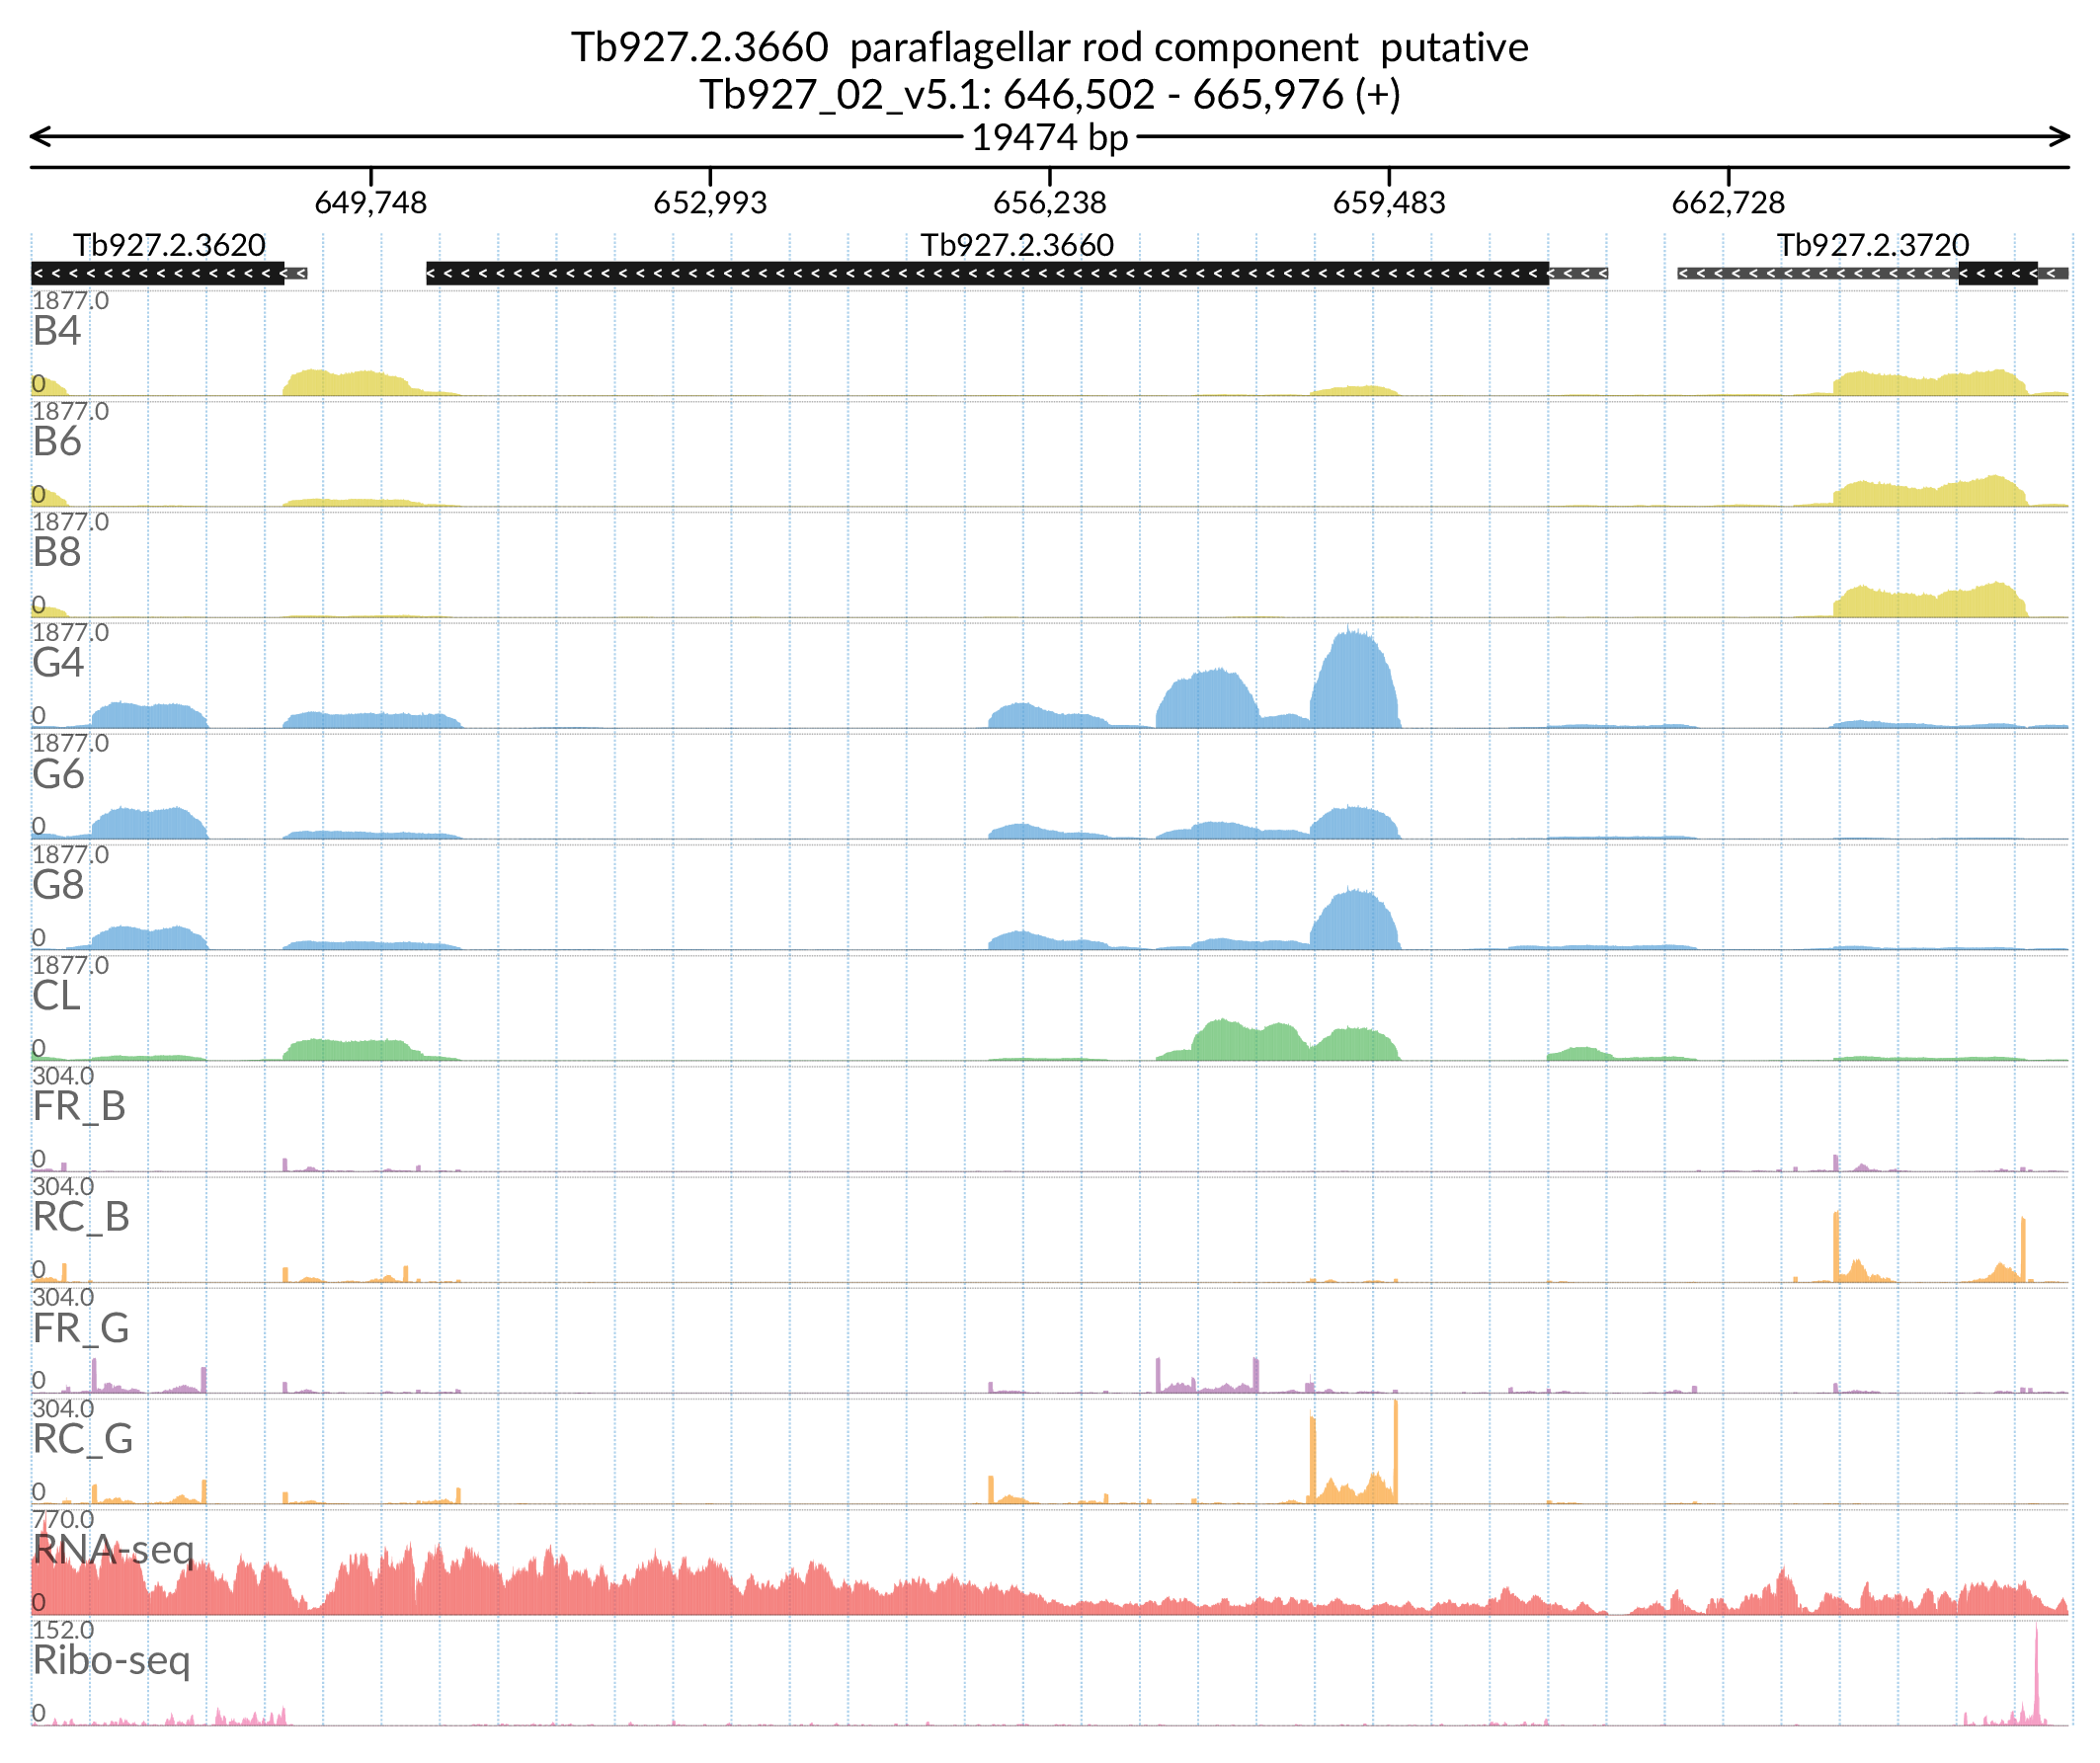 Tb927.2.3660 paraflagellar rod component putative
Tb927_02_v5.1: 646,502 - 665,976 (+)
19474 bp
649,748 652,993 656,238 659,483 662,728
Tb927.2.3620 Tb927.2.3660 Tb927.2.3720
1877.0
B4
0
1877.0
B6
0
1877.0
B8
0
1877.0
G4
0
1877.0
G6
0
1877.0
G8
0
1877.0
CL
0
304.0
FR_B
0
304.0
RC_B
0
304.0
FR_G
0
304.0
RC_G
0
770.0
RNA-seq
0
152.0
Ribo-seq
0